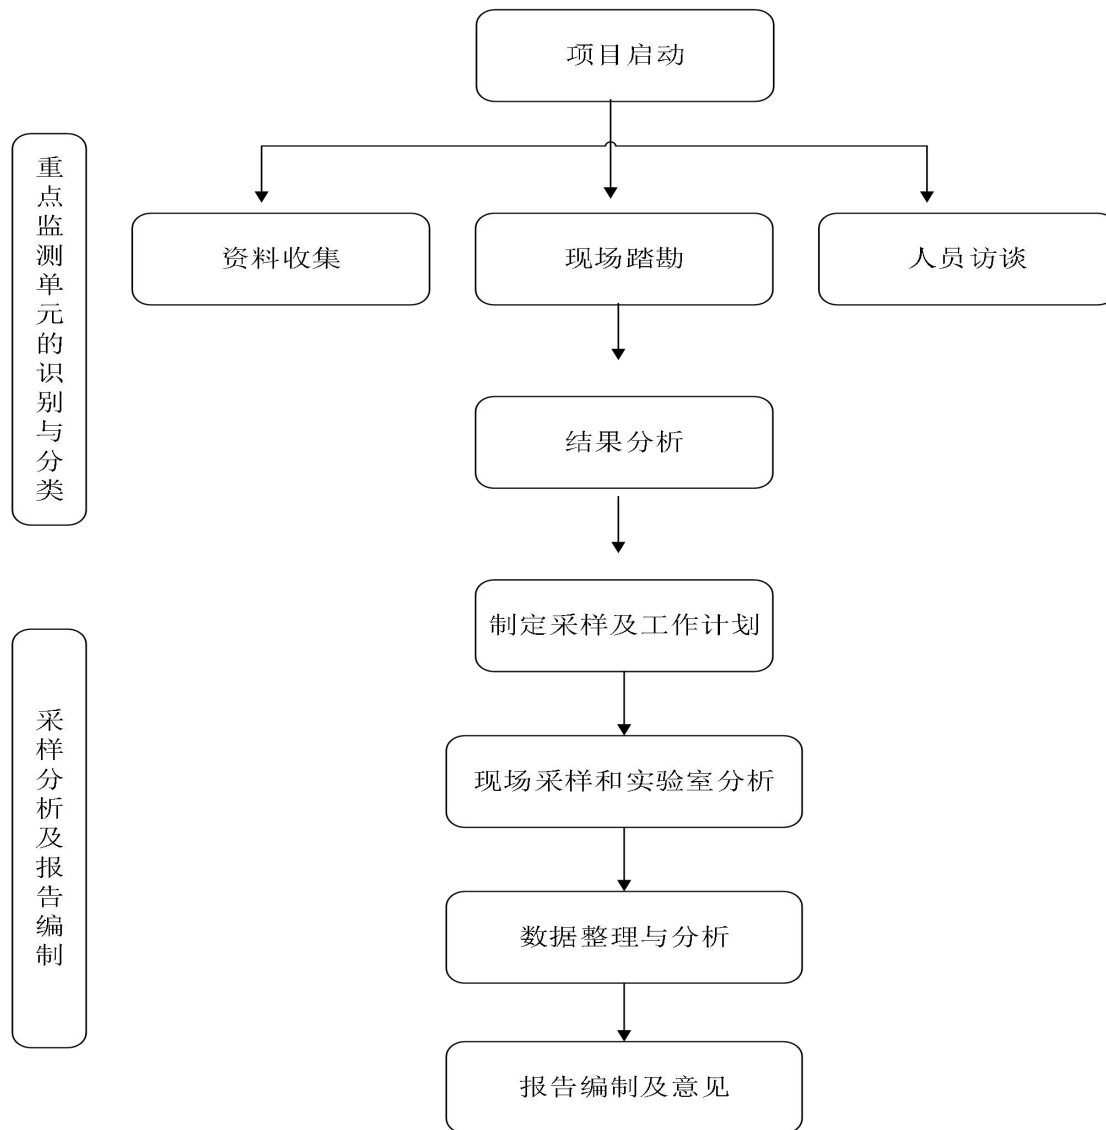 项目启动
重点监测单元的识别与分类
资料收集
现场踏勘
人员访谈
结果分析
制定采样及工作计划
采样分析及报告编制
现场采样和实验室分析
数据整理与分析
报告编制及意见